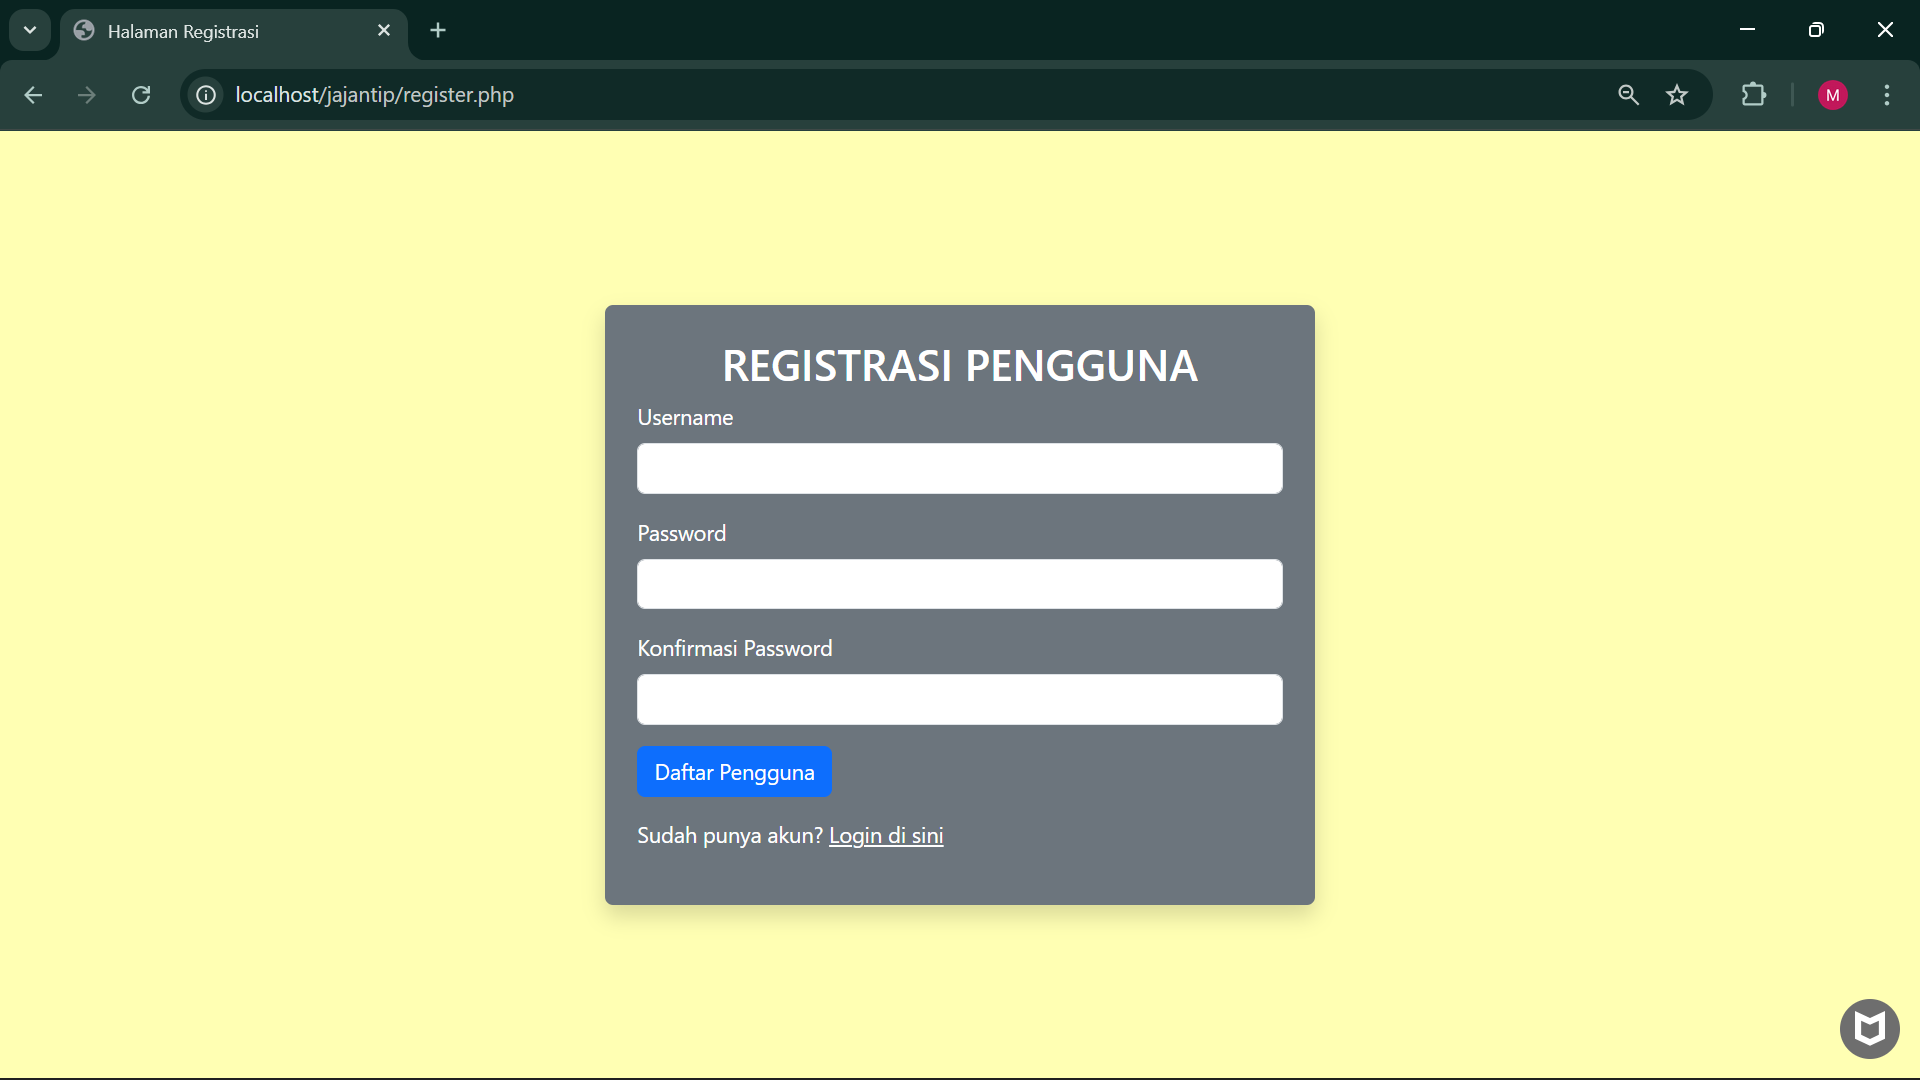 Halaman Registrasi
localhost/jajantip/register.php
M
REGISTRASI PENGGUNA
Username
Password
Konfirmasi Password
Daftar Pengguna
Sudah punya akun? Login di sini